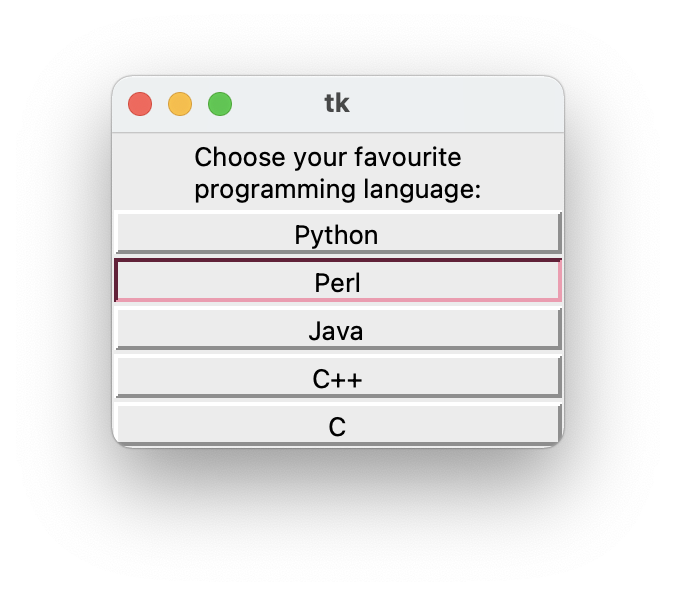 tk
Choose your favourite
programming language:
Python
Perl
Java
C++
C